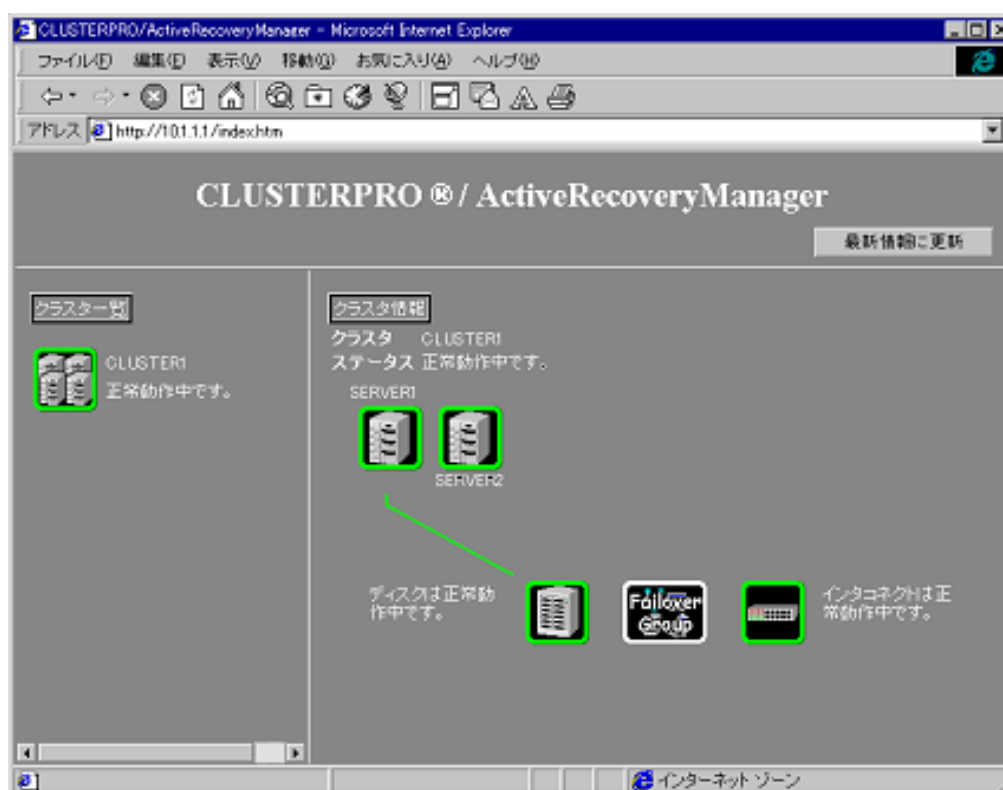 CLUSTERPRO/ActiveRecoveryManager - Microsoft Internet Explorer
ファイル(F) 編集(E) 表示(V) 移動(G) お気に入り(A) ヘルプ(H)
アドレス http://10.1.1.1/index.htm
CLUSTERPRO ® / ActiveRecoveryManager
最新情報に更新
クラスター覧
CLUSTER1
正常動作中です。
クラスタ情報
クラスタ CLUSTER1
ステータス 正常動作中です。
SERVER1
SERVER2
ディスクは正常動
作中です。
Failover
Group
インタコネクトは正
常動作中です。
インターネット ゾーン